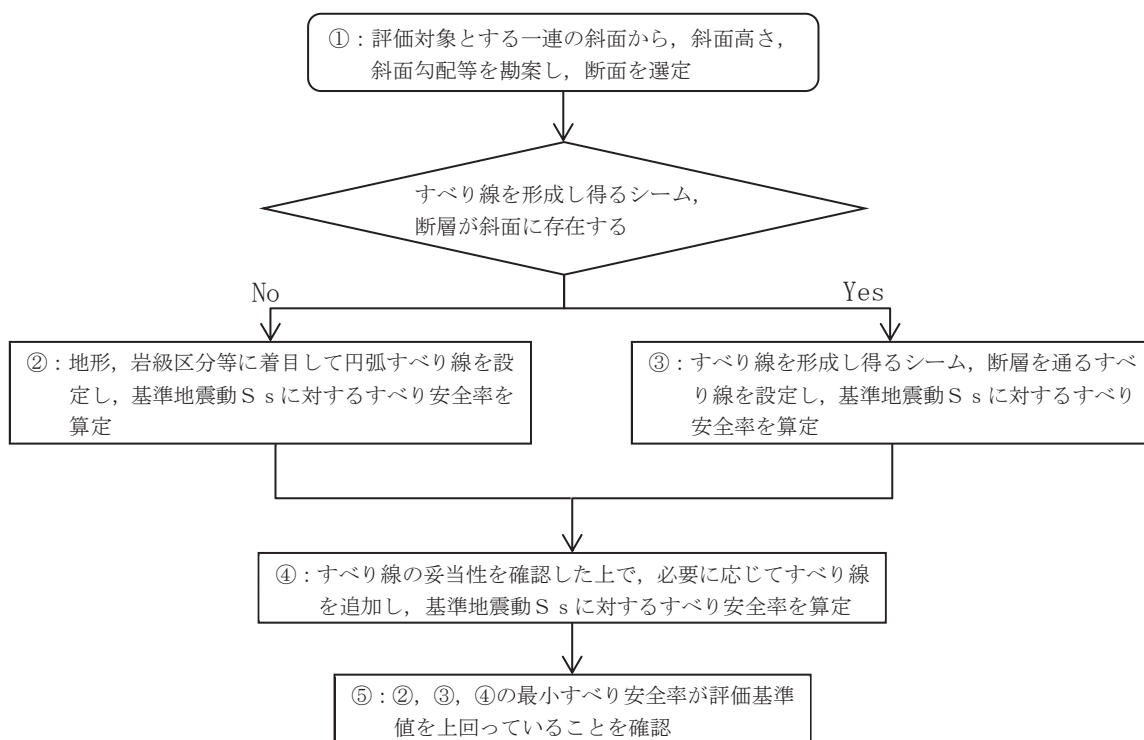 ①：評価対象とする一連の斜面から，斜面高さ，
斜面勾配等を勘案し，断面を選定
すべり線を形成し得るシーム，
断層が斜面に存在する
No
Yes
②：地形，岩級区分等に着目して円弧すべり線を設
定し，基準地震動Ｓｓに対するすべり安全率を
算定
③：すべり線を形成し得るシーム，断層を通るすべ
り線を設定し，基準地震動Ｓｓに対するすべり
安全率を算定
④：すべり線の妥当性を確認した上で，必要に応じてすべり線
を追加し，基準地震動Ｓｓに対するすべり安全率を算定
⑤：②，③，④の最小すべり安全率が評価基準
値を上回っていることを確認